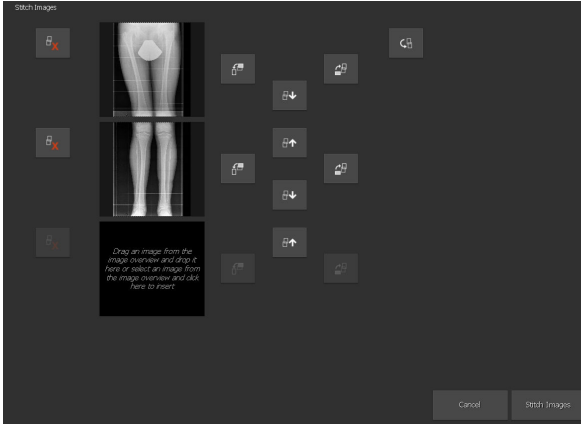 Stitch Images
Drag an image from the
image overview and drop it
here or select an image from
the image overview and click
here to insert
Cancel
Stitch Images